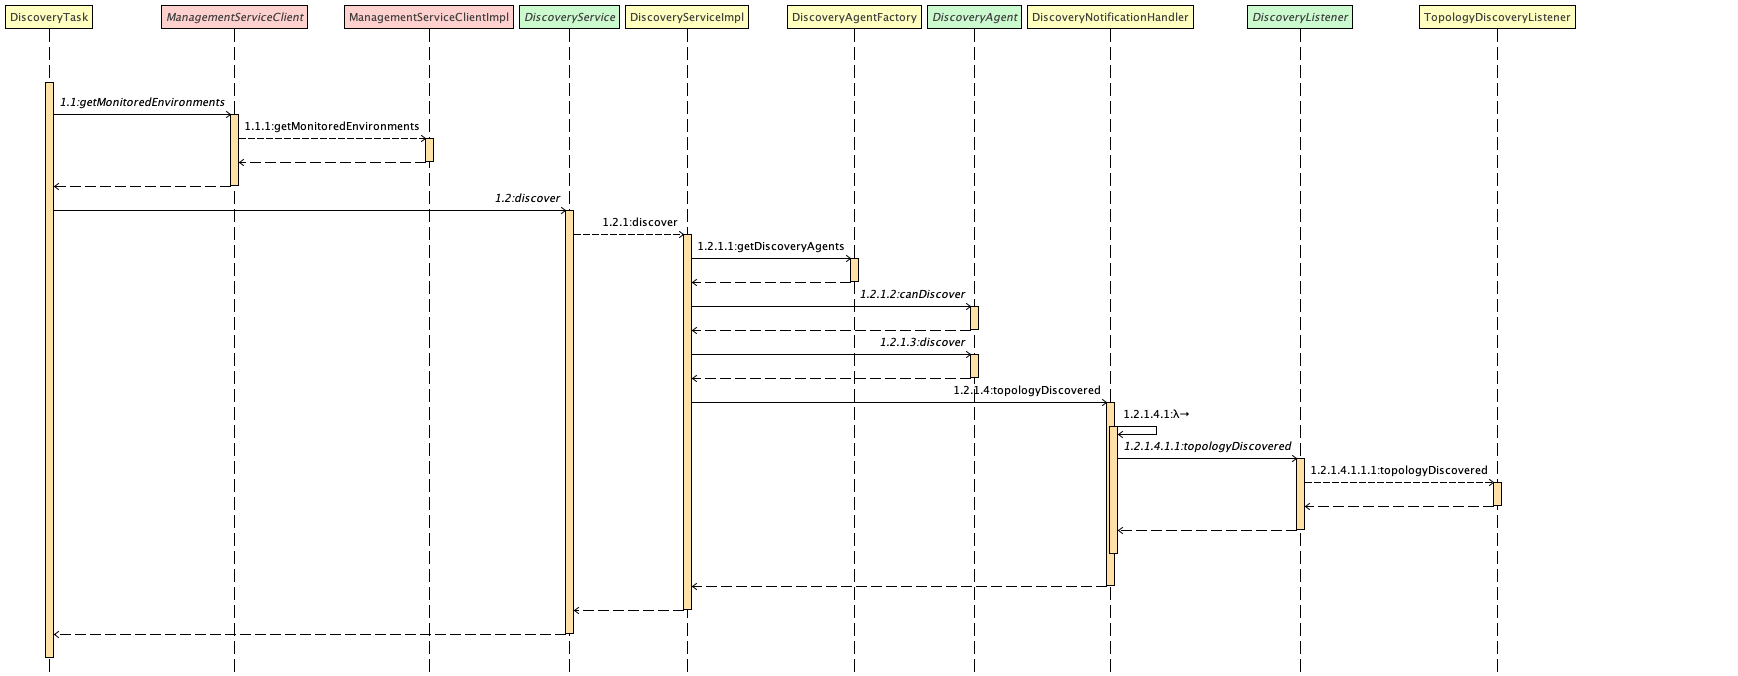 DiscoveryTask
ManagementServiceClient
ManagementServiceClientImpl
DiscoveryService
DiscoveryServiceImpl
DiscoveryAgentFactory
DiscoveryAgent
DiscoveryNotificationHandler
DiscoveryListener
TopologyDiscoveryListener
1.1:getMonitoredEnvironments
1.1.1:getMonitoredEnvironments
1.2:discover
1.2.1:discover
1.2.1.1:getDiscoveryAgents
1.2.1.2:canDiscover
1.2.1.3:discover
1.2.1.4:topologyDiscovered
1.2.1.4.1:λ→
1.2.1.4.1.1:topologyDiscovered
1.2.1.4.1.1.1:topologyDiscovered